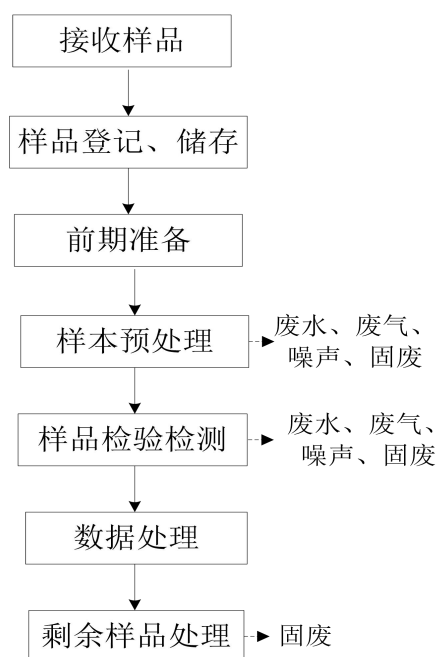 接收样品
样品登记、储存
前期准备
样本预处理
废水、废气、
噪声、固废
样品检验检测
废水、废气、
噪声、固废
数据处理
剩余样品处理
固废